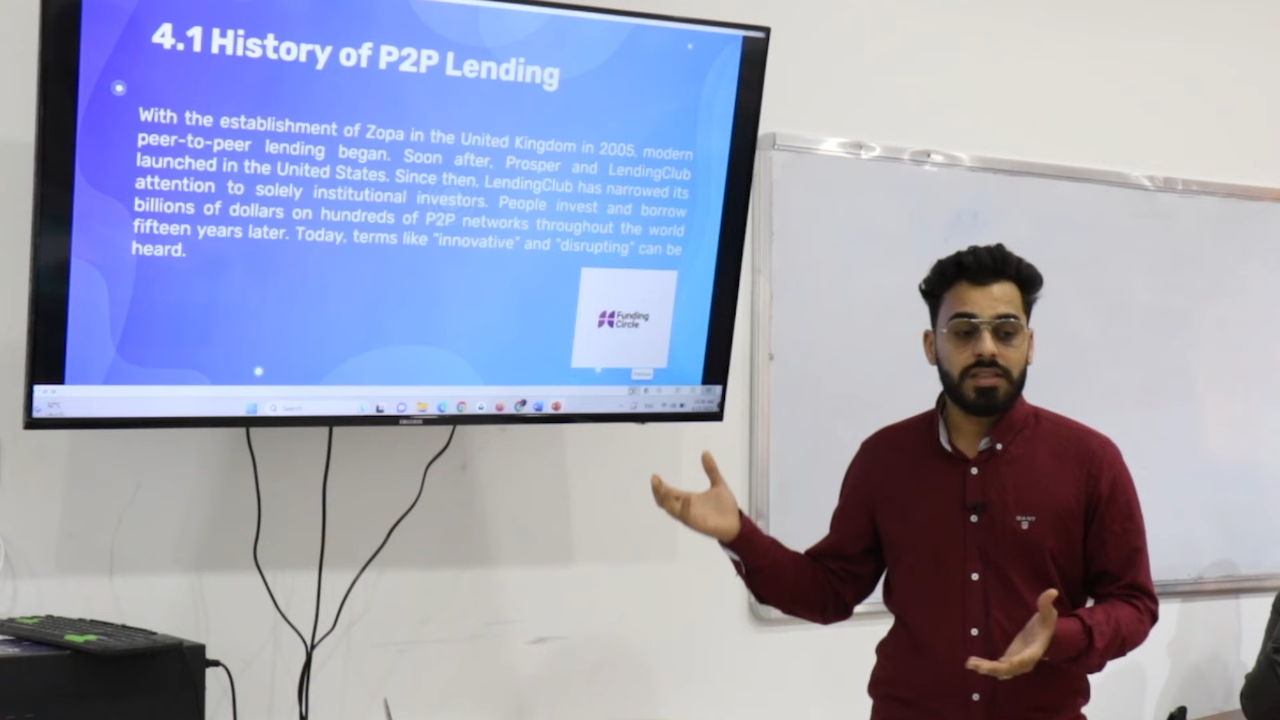 4.1 History of P2P Lending
With the establishment of Zopa in the United Kingdom in 2005, modern
peer-to-peer lending began. Soon after, Prosper and LendingClub
launched in the United States. Since then, LendingClub has narrowed its
attention to solely institutional investors. People invest and borrow
billions of dollars on hundreds of P2P networks throughout the world
fifteen years later. Today, terms like "innovative" and "disrupting" can be
heard.
Funding
Circle
Search
GANT